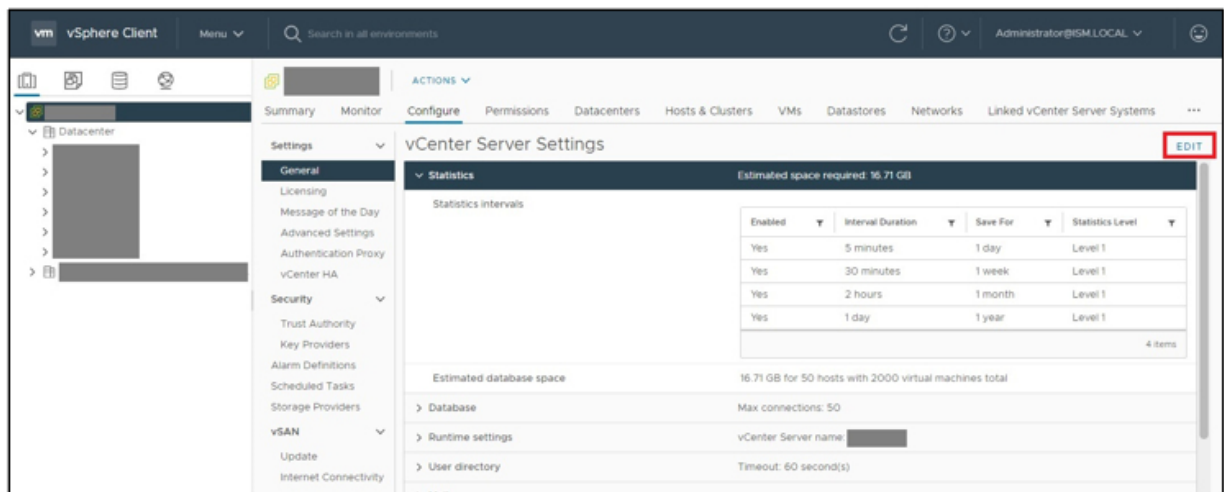 vm vSphere Client Menu Search in all environments Administrator@ISM.LOCAL
ACTIONS
Summary Monitor Configure Permissions Datacenters Hosts & Clusters VMs Datastores Networks Linked vCenter Server Systems ...
Datacenter
Settings
General
Licensing
Message of the Day
Advanced Settings
Authentication Proxy
vCenter HA
Security
Trust Authority
Key Providers
Alarm Definitions
Scheduled Tasks
Storage Providers
vSAN
Update
Internet Connectivity
vCenter Server Settings EDIT
Statistics Estimated space required: 16.71 GB
Statistics intervals
Enabled Interval Duration Save For Statistics Level
Yes 5 minutes 1 day Level 1
Yes 30 minutes 1 week Level 1
Yes 2 hours 1 month Level 1
Yes 1 day 1 year Level 1
4 items
Estimated database space 16.71 GB for 50 hosts with 2000 virtual machines total
Database Max connections: 50
Runtime settings vCenter Server name:
User directory Timeout: 60 second(s)